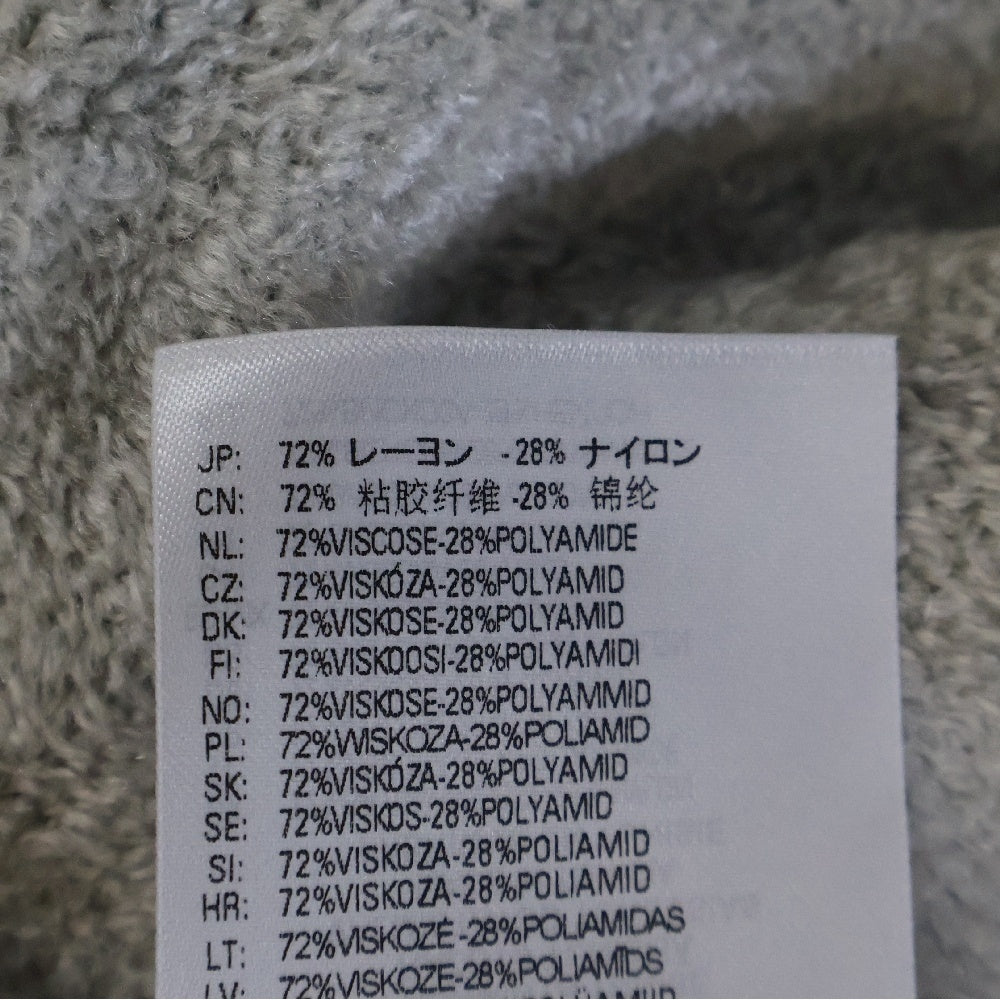 JP: 72% レーヨン -28% ナイロン
CN: 72% 粘胶纤维 -28% 锦纶
NL: 72%VISCOSE-28%POLYAMIDE
CZ: 72%VISKÓZA-28%POLYAMID
DK: 72%VISKOSE-28%POLYAMID
FI: 72%VISKOOSI-28%POLYAMIDI
NO: 72%VISKOSE-28%POLYAMMID
PL: 72%WISKOZA-28%POLIAMID
SK: 72%VISKÓZA-28%POLYAMID
SE: 72%VISKOS-28%POLYAMID
SI: 72%VISKOZA-28%POLIAMID
HR: 72%VISKOZA-28%POLIAMID
LT: 72%VISKOZĖ-28%POLIAMIDAS
LV: 72%VISKOZE-28%POLIAMĪDS